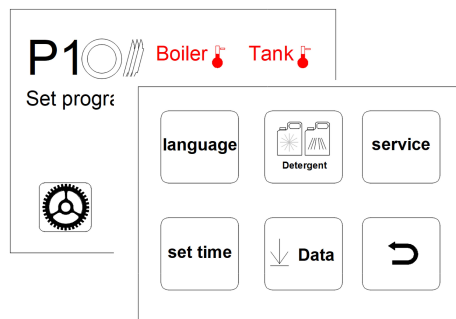 P1 Boiler Tank
Set progra
language
Detergent
service
set time
Data